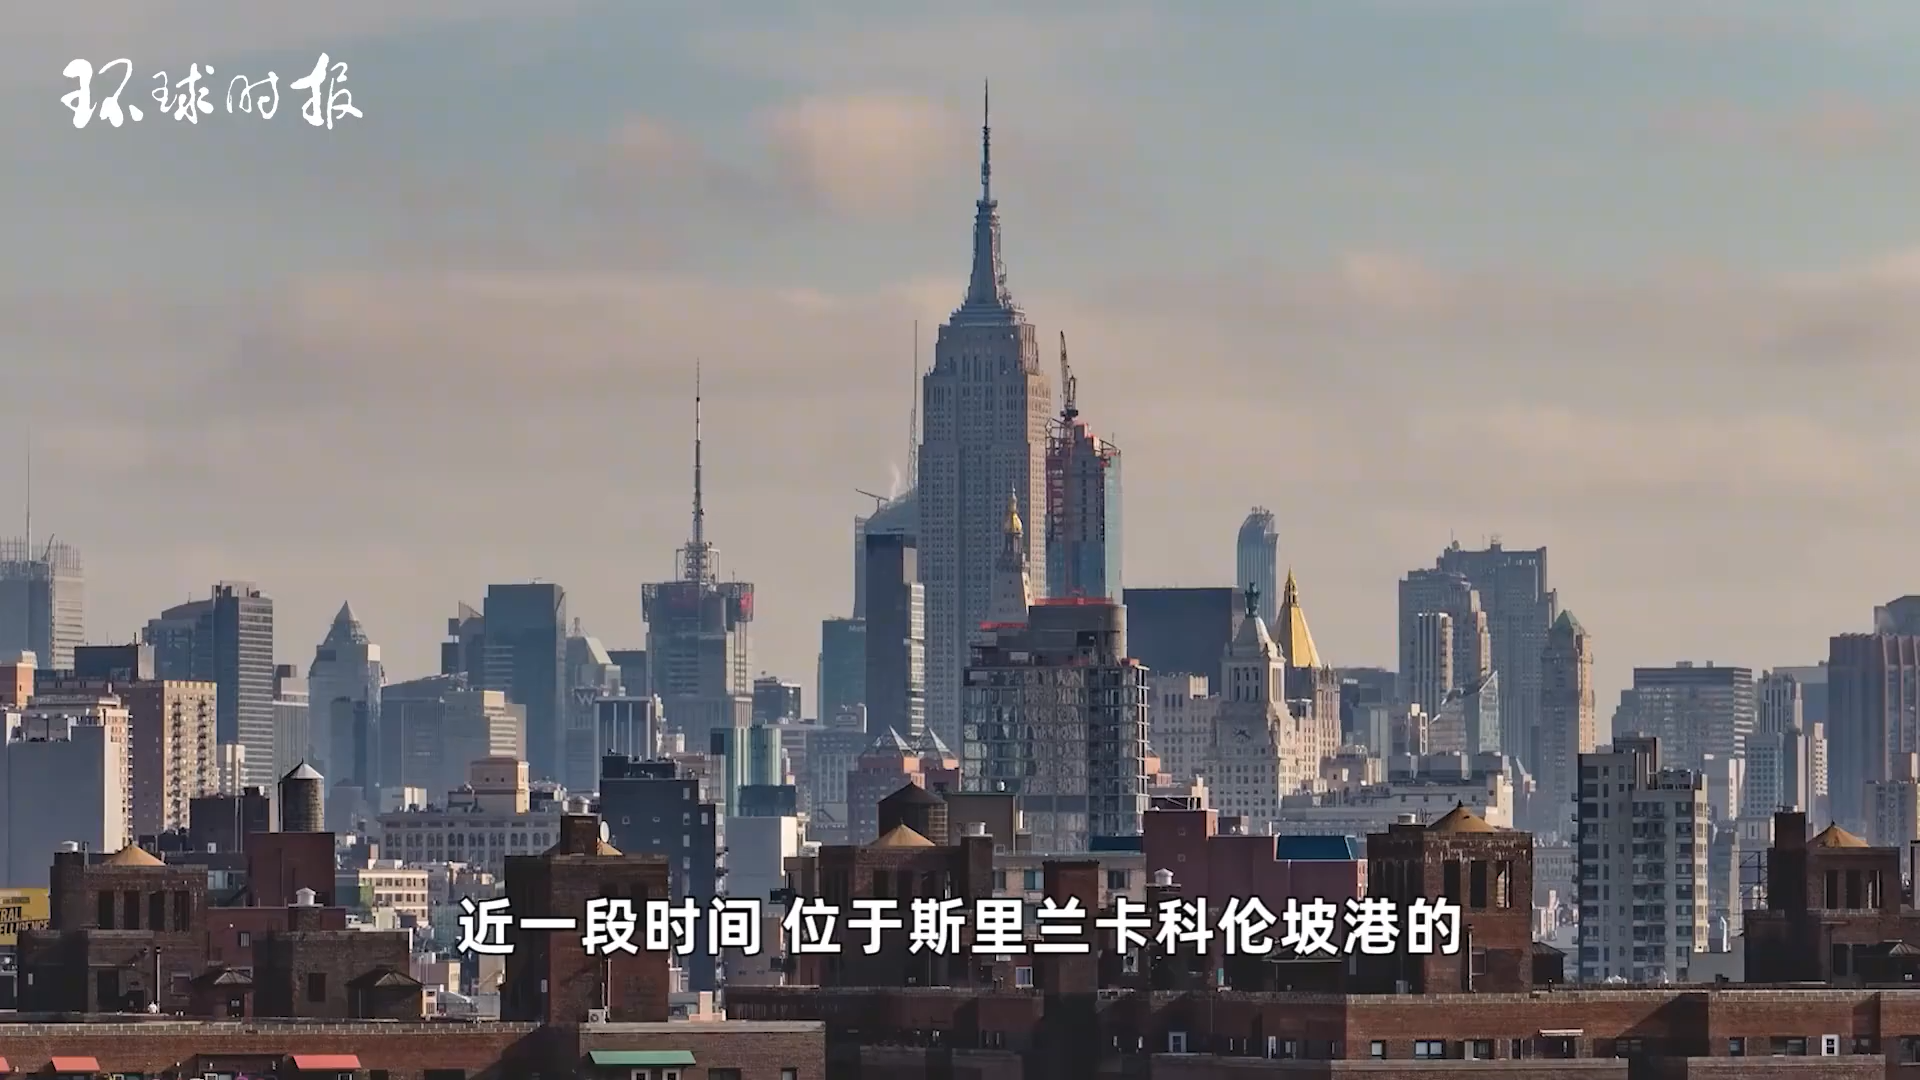 环球时报
近一段时间 位于斯里兰卡科伦坡港的